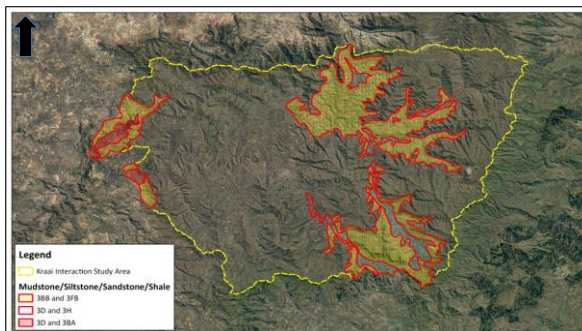 Legend
Kraai Interaction Study Area
Mudstone/Siltstone/Sandstone/Shale
3BB and 3FB
3D and 3H
3D and 3BA